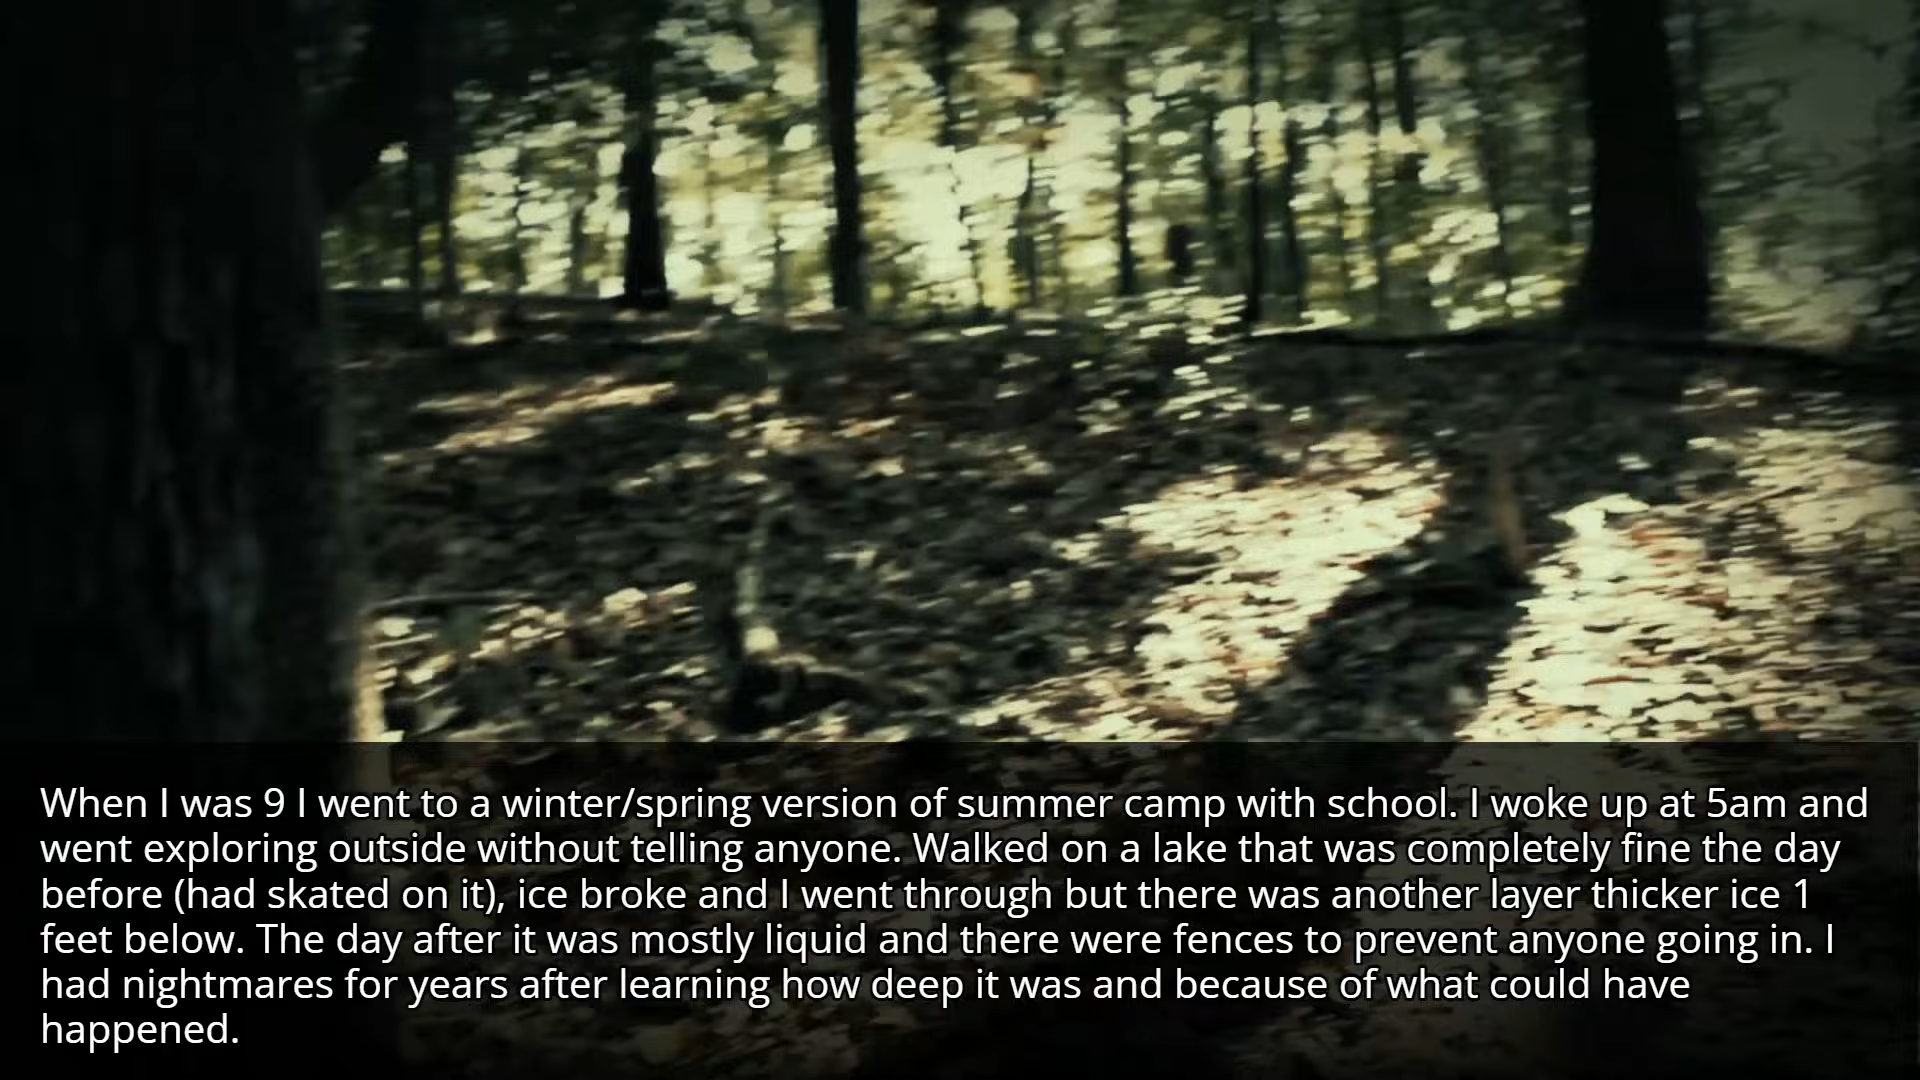 When I was 9 I went to a winter/spring version of summer camp with school. I woke up at 5am and
went exploring outside without telling anyone. Walked on a lake that was completely fine the day
before (had skated on it), ice broke and I went through but there was another layer thicker ice 1
feet below. The day after it was mostly liquid and there were fences to prevent anyone going in. I
had nightmares for years after learning how deep it was and because of what could have
happened.